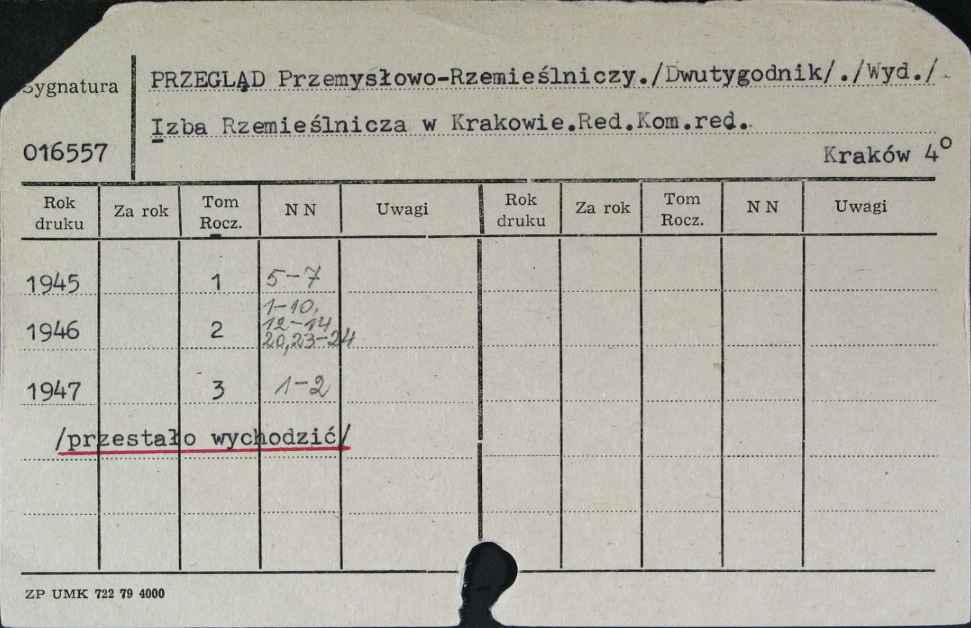 PRZEGLĄD Przemysłowo-Rzemieślniczy./Dwutygodnik/./Wyd./
Sygnatura
Izba Rzemieślnicza w Krakowie.Red.Kom.red.
016557
Kraków 4°
Rok druku Za rok Tom Rocz. N N Uwagi Rok druku Za rok Tom Rocz. N N Uwagi
1945 1 5-7
1946 2 1-10,
12-14
20,23-24
1947 3 1-2
/przestało wychodzić/
ZP UMK 722 79 4000